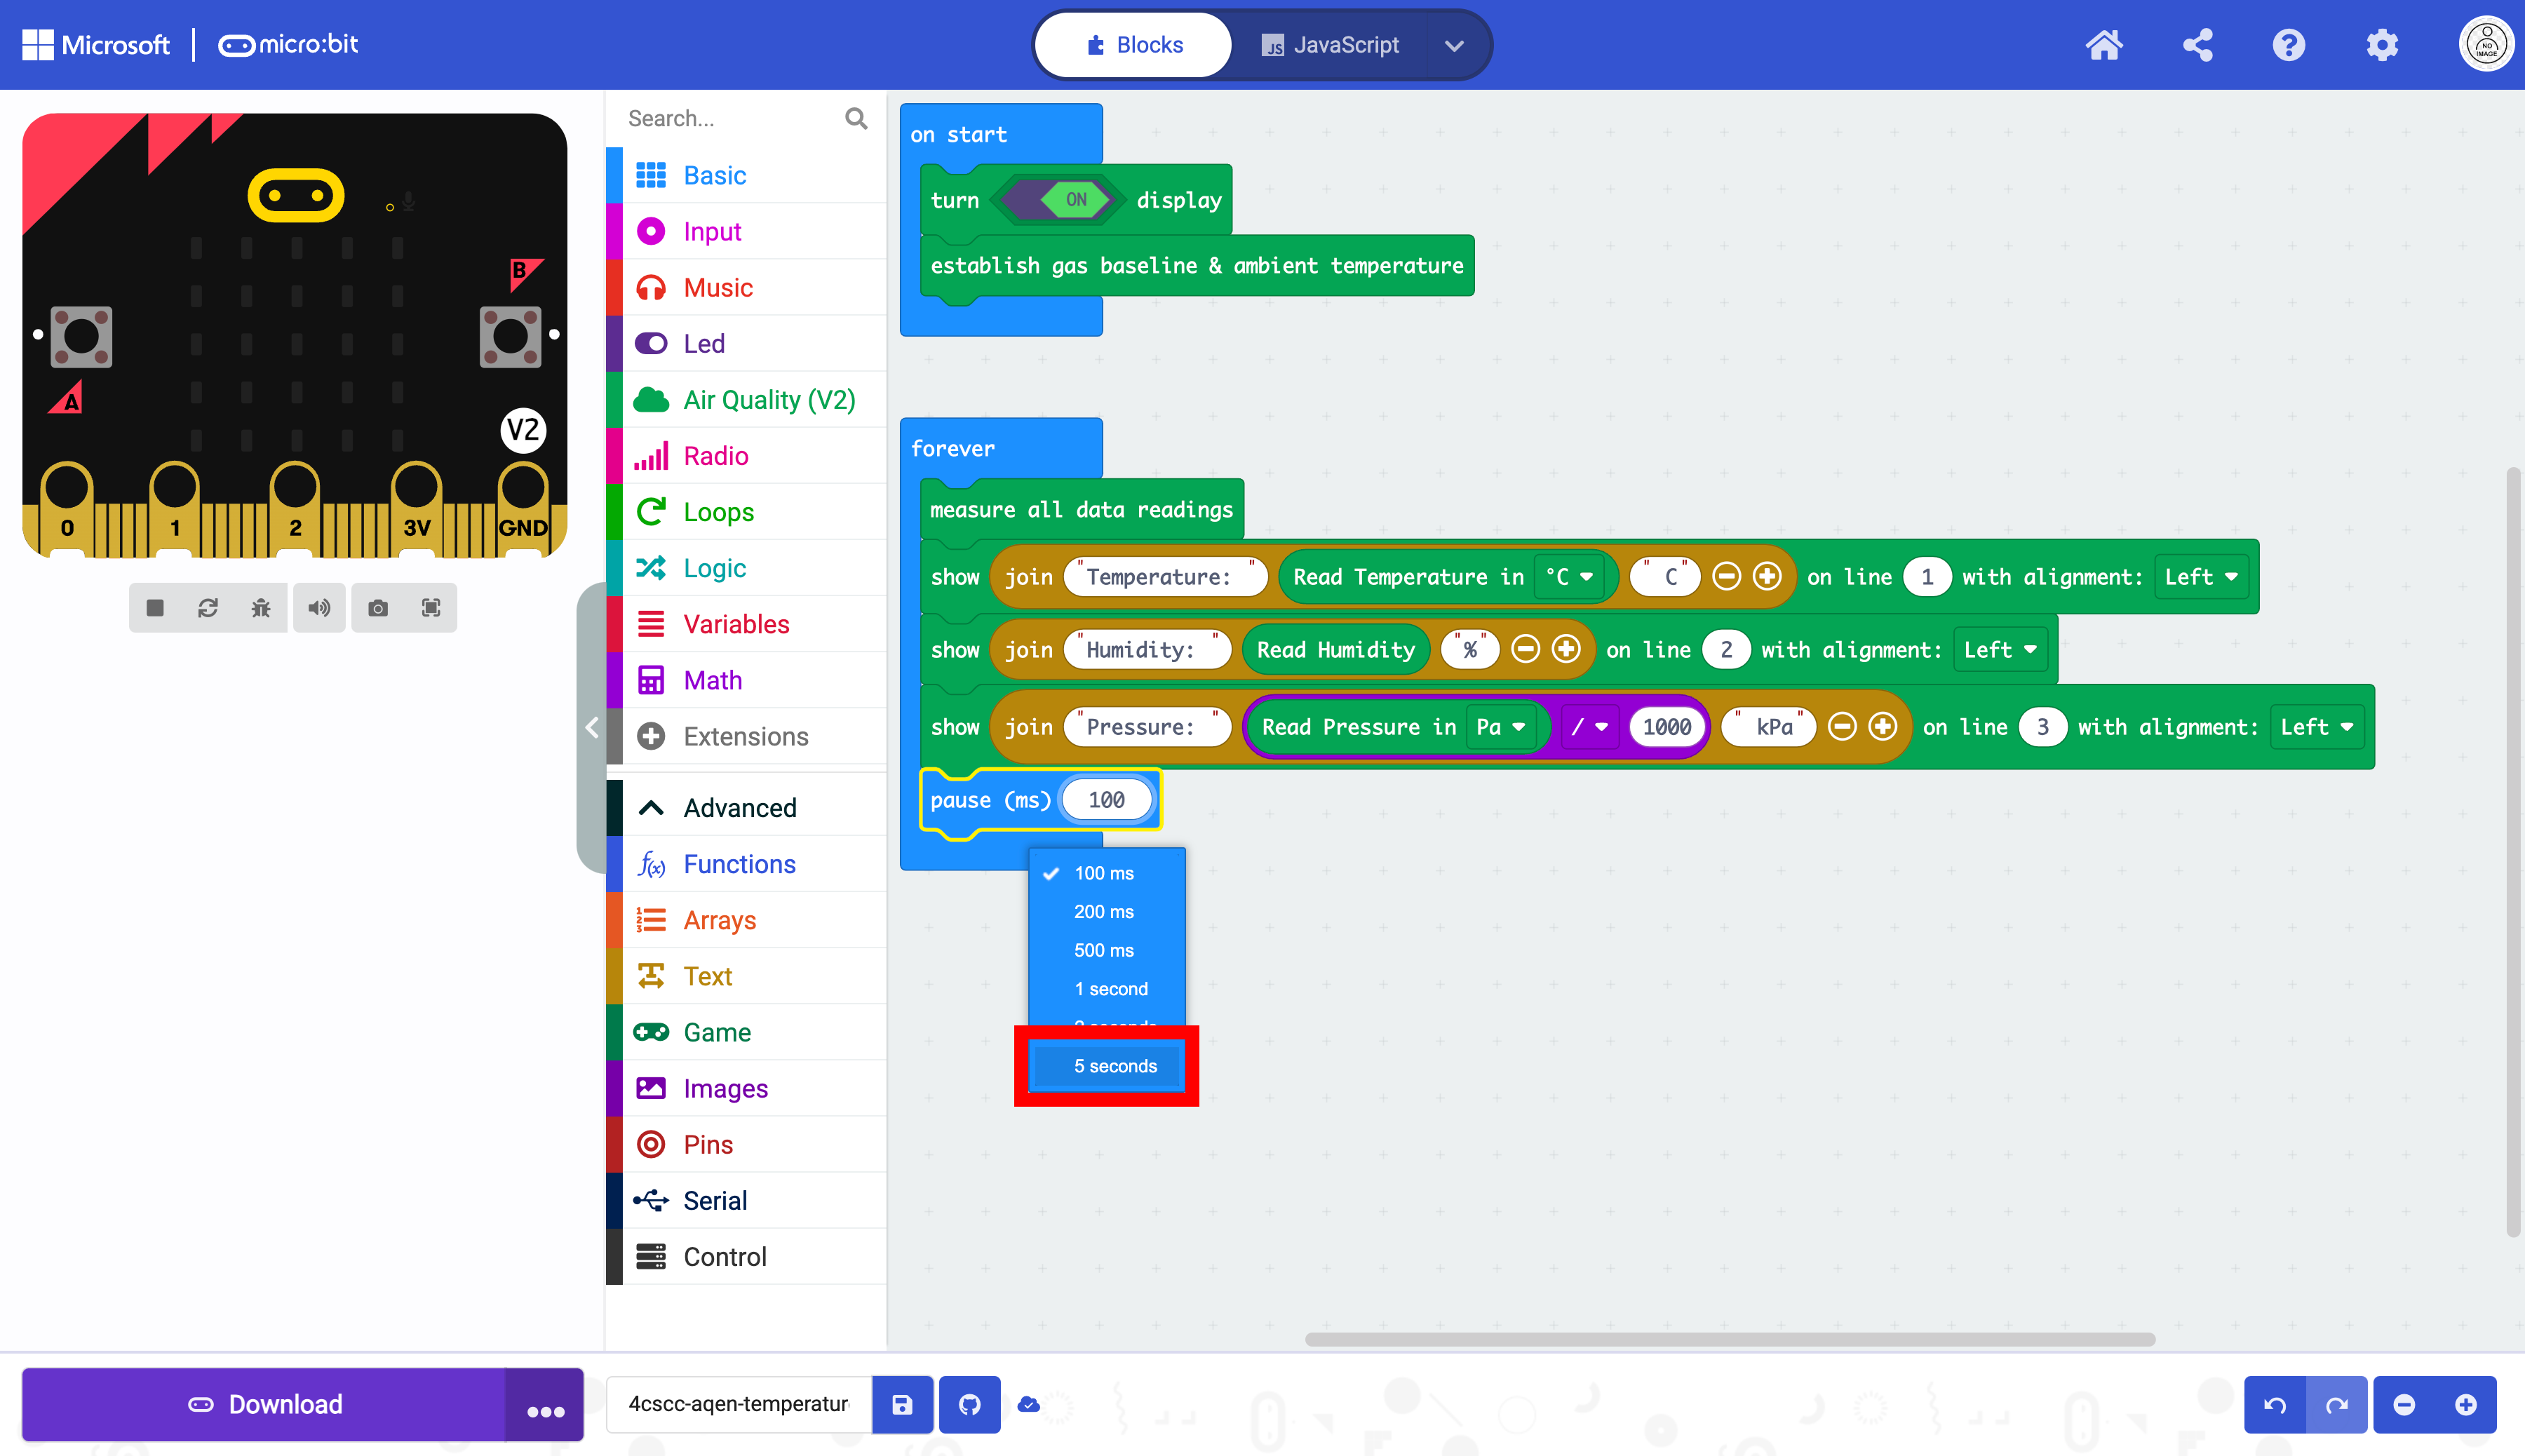 Microsoft | micro:bit
Blocks
JavaScript
NO
IMAGE
B
A
V2
0 1 2 3V GND
Search...
Basic
Input
Music
Led
Air Quality (V2)
Radio
Loops
Logic
Variables
Math
Extensions
Advanced
Functions
Arrays
Text
Game
Images
Pins
Serial
Control
on start
turn ON display
establish gas baseline & ambient temperature
forever
measure all data readings
show join "Temperature: " Read Temperature in °C " C" on line 1 with alignment: Left
show join "Humidity: " Read Humidity "%" on line 2 with alignment: Left
show join "Pressure: " Read Pressure in Pa / 1000 " kPa" on line 3 with alignment: Left
pause (ms) 100
100 ms
200 ms
500 ms
1 second
5 seconds
Download
4cscc-aqen-temperatur